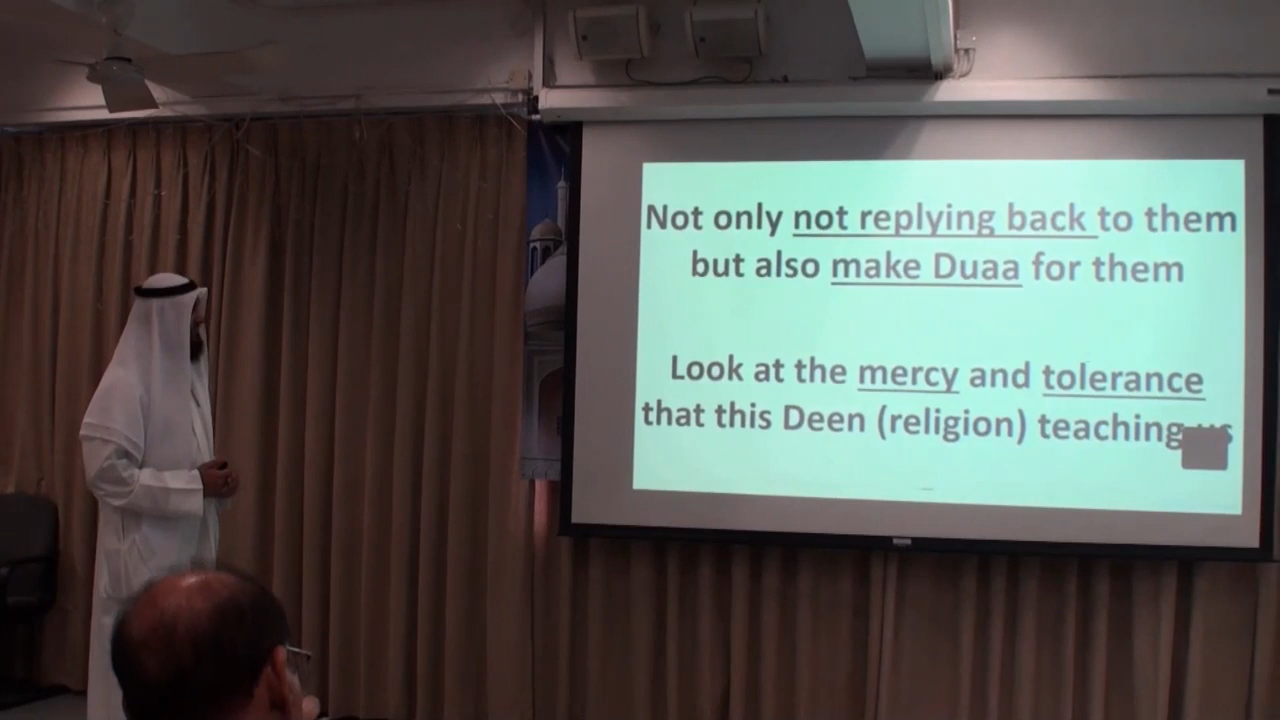 Not only not replying back to them
but also make Duaa for them
Look at the mercy and tolerance
that this Deen (religion) teaching